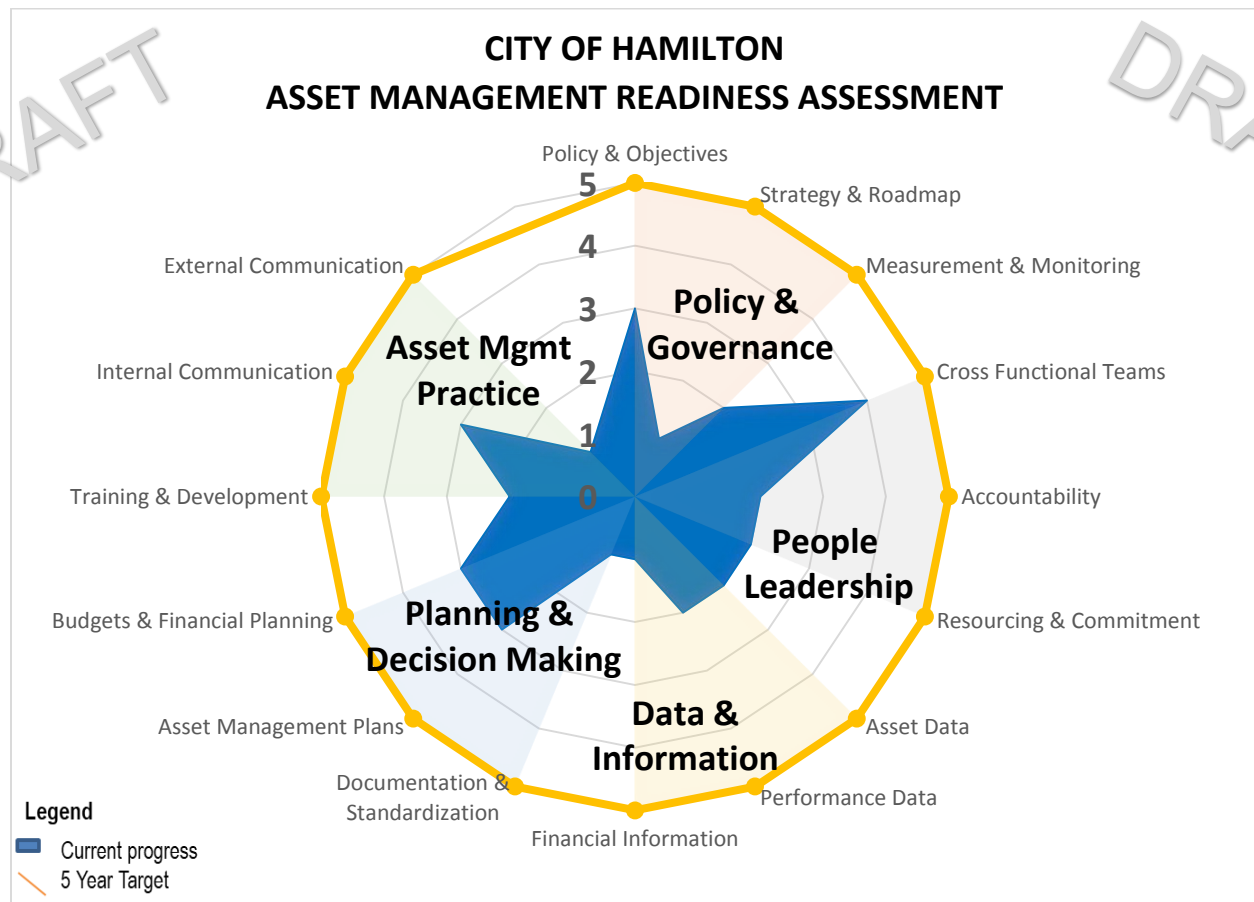 CITY OF HAMILTON
ASSET MANAGEMENT READINESS ASSESSMENT
RAFT
DRA
Policy & Objectives
Strategy & Roadmap
Measurement & Monitoring
Cross Functional Teams
Accountability
Resourcing & Commitment
Asset Data
Performance Data
Financial Information
Documentation &
Standardization
Asset Management Plans
Budgets & Financial Planning
Training & Development
Internal Communication
External Communication
5
4
3
2
1
0
Policy &
Governance
People
Leadership
Data &
Information
Planning &
Decision Making
Asset Mgmt
Practice
Legend
Current progress
5 Year Target